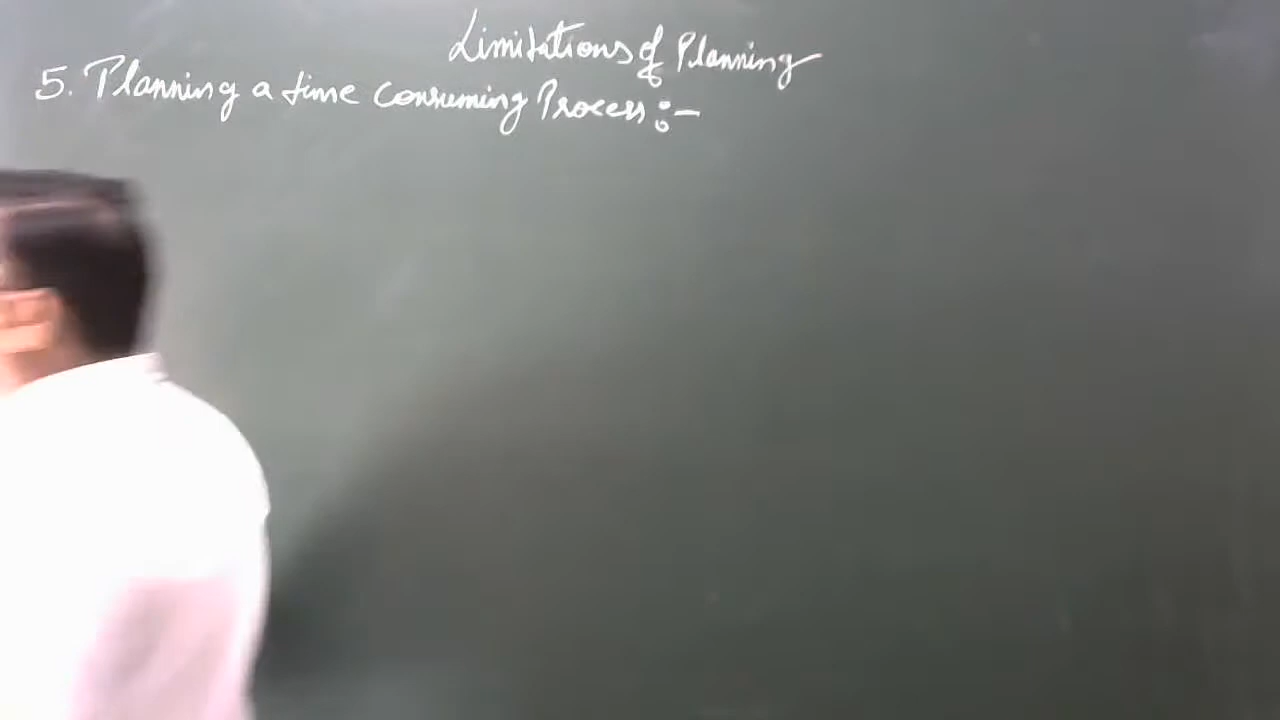 Limitations of Planning
5. Planning a time Consuming Process :-